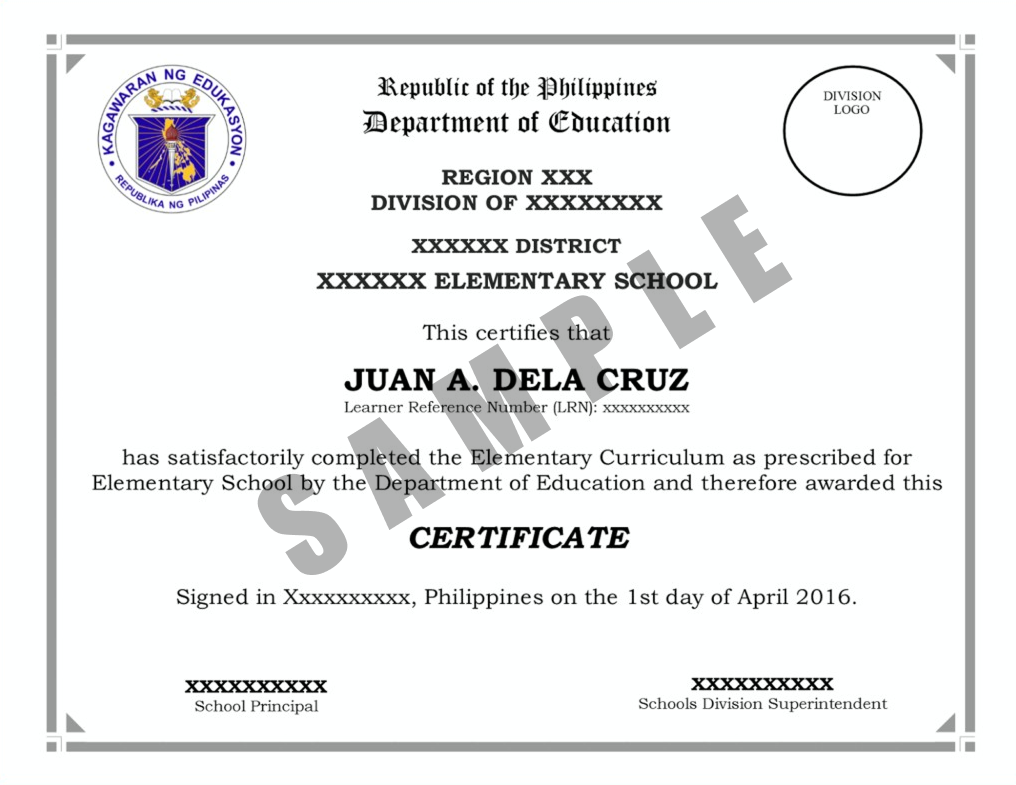 KAGAWARAN NG EDUKASYON
REPUBLIKA NG PILIPINAS
Republic of the Philippines
Department of Education
DIVISION
LOGO
REGION XXX
DIVISION OF XXXXXXXX
XXXXXX DISTRICT
XXXXXX ELEMENTARY SCHOOL
This certifies that
JUAN A. DELA CRUZ
Learner Reference Number (LRN): xxxxxxxxxx
has satisfactorily completed the Elementary Curriculum as prescribed for
Elementary School by the Department of Education and therefore awarded this
CERTIFICATE
Signed in Xxxxxxxxxx, Philippines on the 1st day of April 2016.
XXXXXXXXXX
School Principal
XXXXXXXXXX
Schools Division Superintendent
SAMPLE